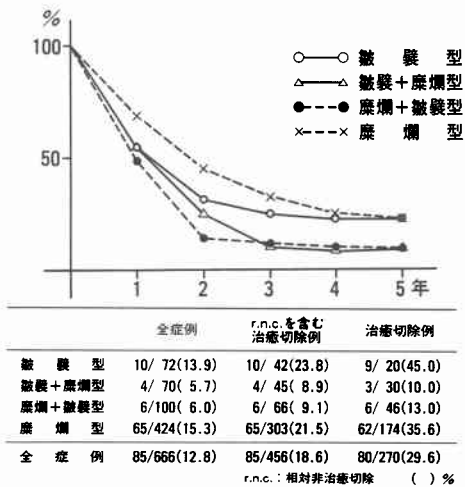 %
100
50
1 2 3 4 5 年
皺襞型
皺襞+糜爛型
糜爛+皺襞型
糜爛型
全症例 r.n.c.を含む治癒切除例 治癒切除例
皺襞型 10/ 72(13.9) 10/ 42(23.8) 9/ 20(45.0)
皺襞+糜爛型 4/ 70( 5.7) 4/ 45( 8.9) 3/ 30(10.0)
糜爛+皺襞型 6/100( 6.0) 6/ 66( 9.1) 6/ 46(13.0)
糜爛型 65/424(15.3) 65/303(21.5) 62/174(35.6)
全症例 85/666(12.8) 85/456(18.6) 80/270(29.6)
r.n.c.:相対非治癒切除 ( ) %